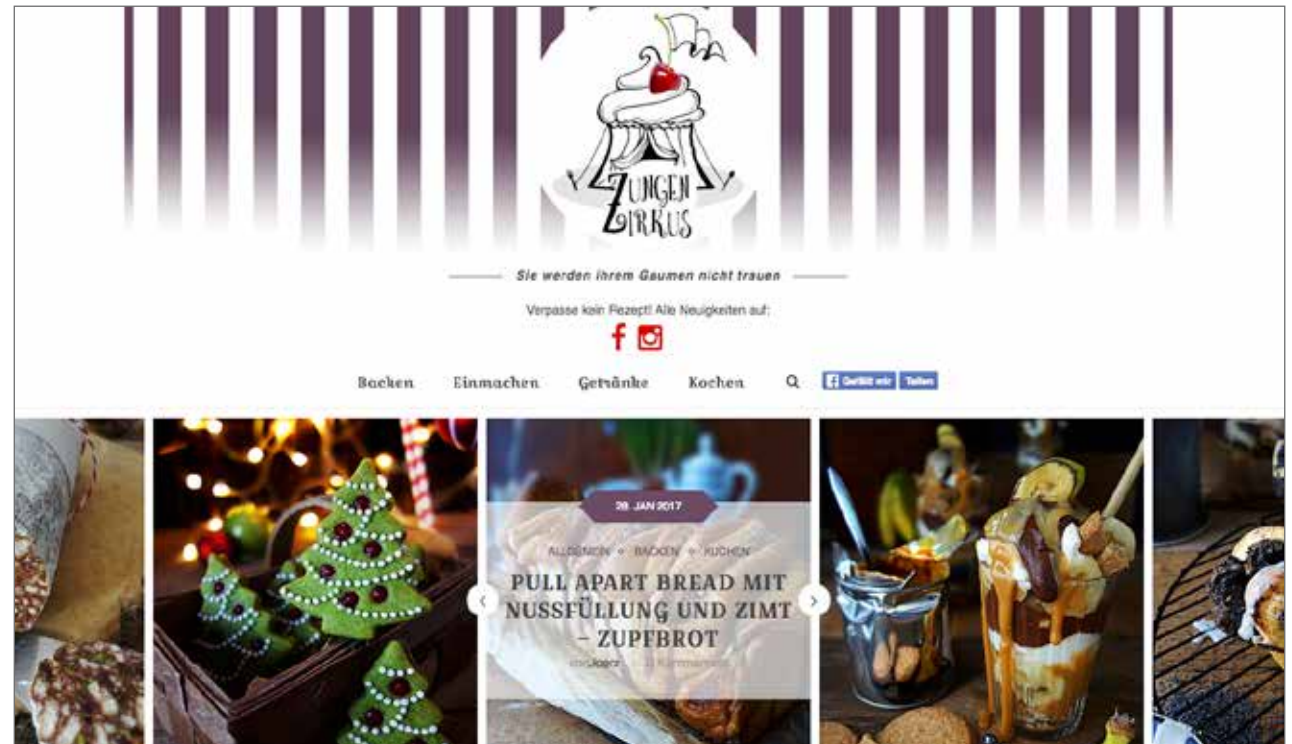 ZUNGEN
ZIRKUS
Sie werden ihrem Gaumen nicht trauen
Verpasse kein Rezept! Alle Neuigkeiten auf:
Backen Einmachen Getränke Kochen
Gefällt mir Teilen
28. JAN 2017
ALLGEMEIN BACKEN KUCHEN
PULL APART BREAD MIT
NUSSFÜLLUNG UND ZIMT
– ZUPFBROT